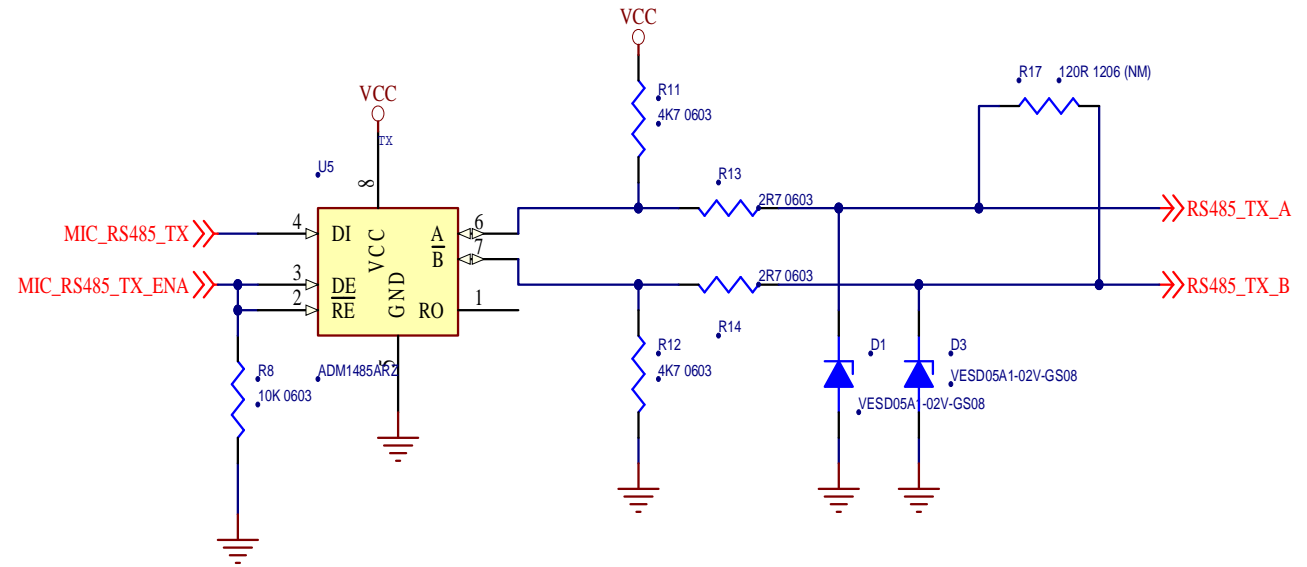 VCC
R17 120R 1206 (NM)
R11
4K7 0603
VCC
TX
U5
8
R13
2R7 0603
MIC_RS485_TX
4 DI
VCC
GND
A 6
B 7
RS485_TX_A
MIC_RS485_TX_ENA
3 DE
2 RE
RO 1
2R7 0603
RS485_TX_B
R14
5
R8
10K 0603
ADM1485ARZ
R12
4K7 0603
D1
VESD05A1-02V-GS08
D3
VESD05A1-02V-GS08